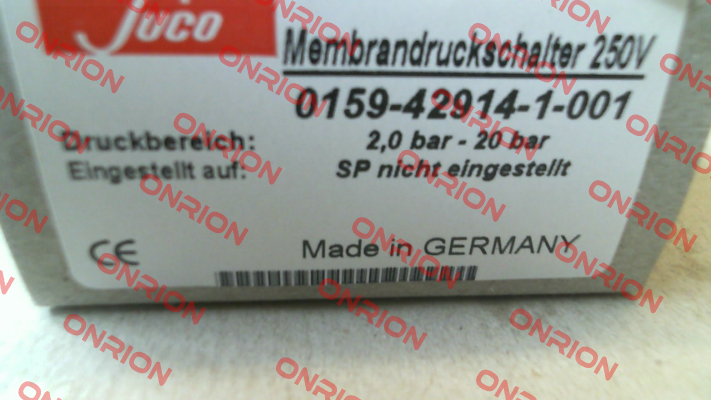 Juco
Membrandruckschalter 250V
0159-42914-1-001
Druckbereich: 2,0 bar - 20 bar
Eingestellt auf: SP nicht eingestellt
CE Made in GERMANY
ONRION